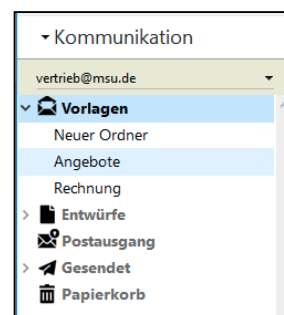 Kommunikation
vertrieb@msu.de
Vorlagen
Neuer Ordner
Angebote
Rechnung
Entwürfe
Postausgang
Gesendet
Papierkorb